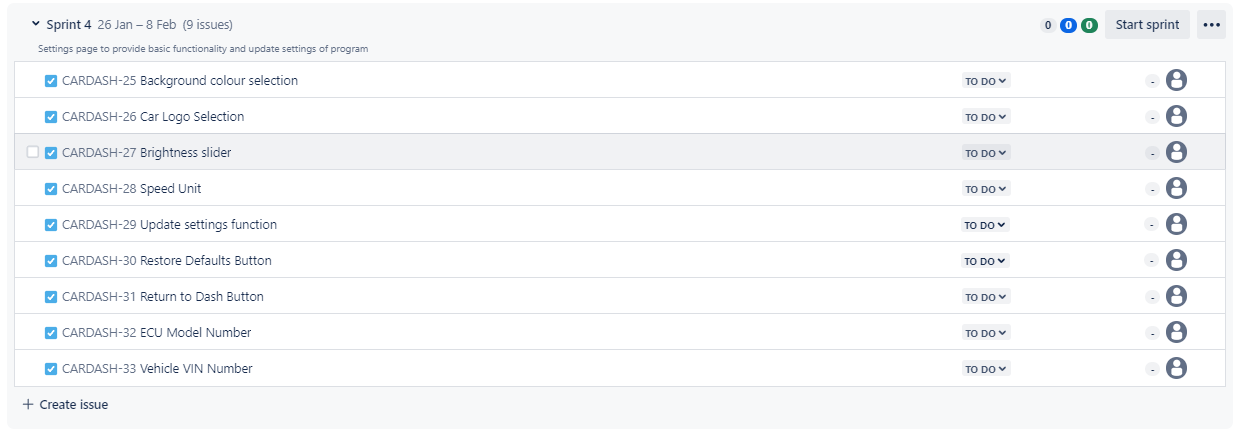 Sprint 4 26 Jan – 8 Feb (9 issues) 0 0 0 Start sprint
Settings page to provide basic functionality and update settings of program
CARDASH-25 Background colour selection TO DO -
CARDASH-26 Car Logo Selection TO DO -
CARDASH-27 Brightness slider TO DO -
CARDASH-28 Speed Unit TO DO -
CARDASH-29 Update settings function TO DO -
CARDASH-30 Restore Defaults Button TO DO -
CARDASH-31 Return to Dash Button TO DO -
CARDASH-32 ECU Model Number TO DO -
CARDASH-33 Vehicle VIN Number TO DO -
+ Create issue